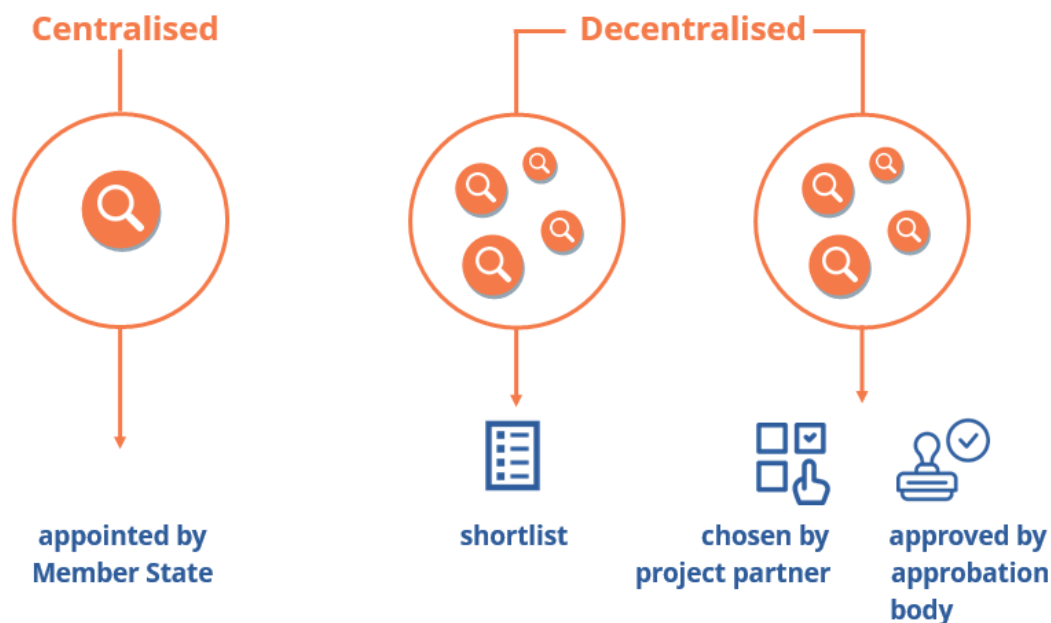 Centralised
Decentralised
appointed by
Member State
shortlist
chosen by
project partner
approved by
approbation
body